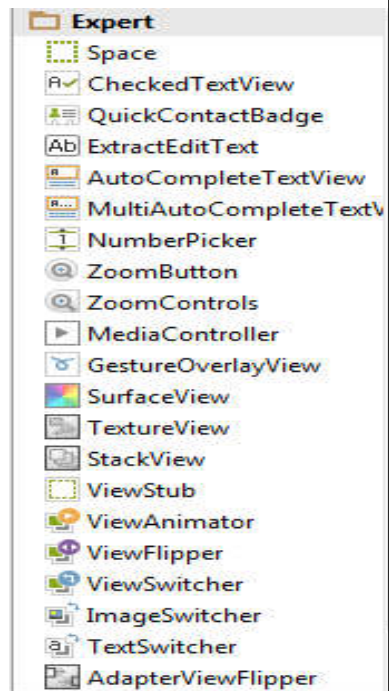 Expert
Space
CheckedTextView
QuickContactBadge
Ab ExtractEditText
AutoCompleteTextView
MultiAutoCompleteTextV
NumberPicker
ZoomButton
ZoomControls
MediaController
GestureOverlayView
SurfaceView
TextureView
StackView
ViewStub
ViewAnimator
ViewFlipper
ViewSwitcher
ImageSwitcher
TextSwitcher
AdapterViewFlipper